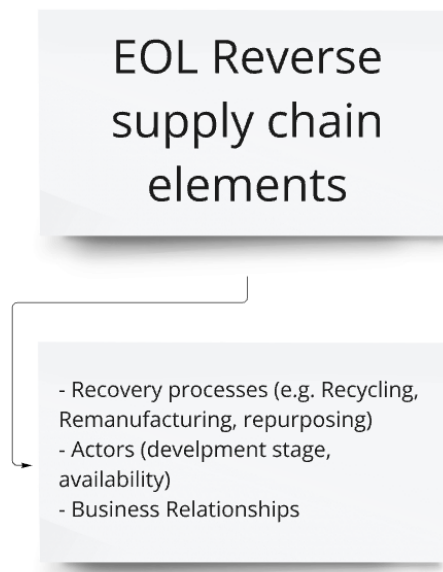 EOL Reverse
supply chain
elements
- Recovery processes (e.g. Recycling,
Remanufacturing, repurposing)
- Actors (develpment stage,
availability)
- Business Relationships